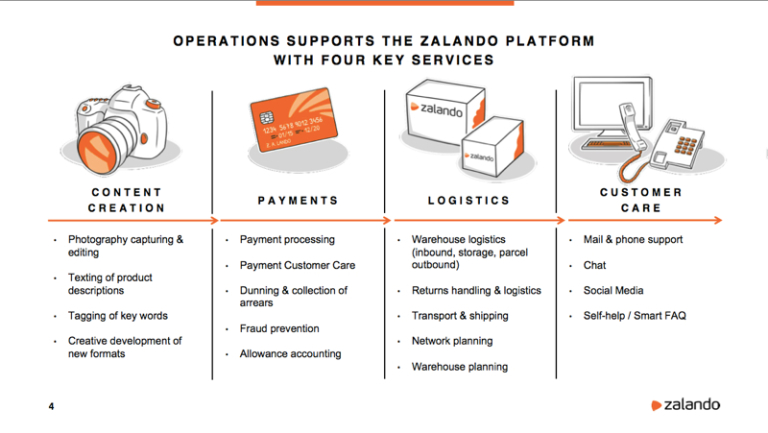 OPERATIONS SUPPORTS THE ZALANDO PLATFORM
WITH FOUR KEY SERVICES
1234 5678 9012 3456
01/15 12/20
zalando
zalando
CONTENT
CREATION
PAYMENTS
LOGISTICS
CUSTOMER
CARE
• Photography capturing &
editing
• Texting of product
descriptions
• Tagging of key words
• Creative development of
new formats
• Payment processing
• Payment Customer Care
• Dunning & collection of
arrears
• Fraud prevention
• Allowance accounting
• Warehouse logistics
(inbound, storage, parcel
outbound)
• Returns handling & logistics
• Transport & shipping
• Network planning
• Warehouse planning
• Mail & phone support
• Chat
• Social Media
• Self-help / Smart FAQ
4
zalando